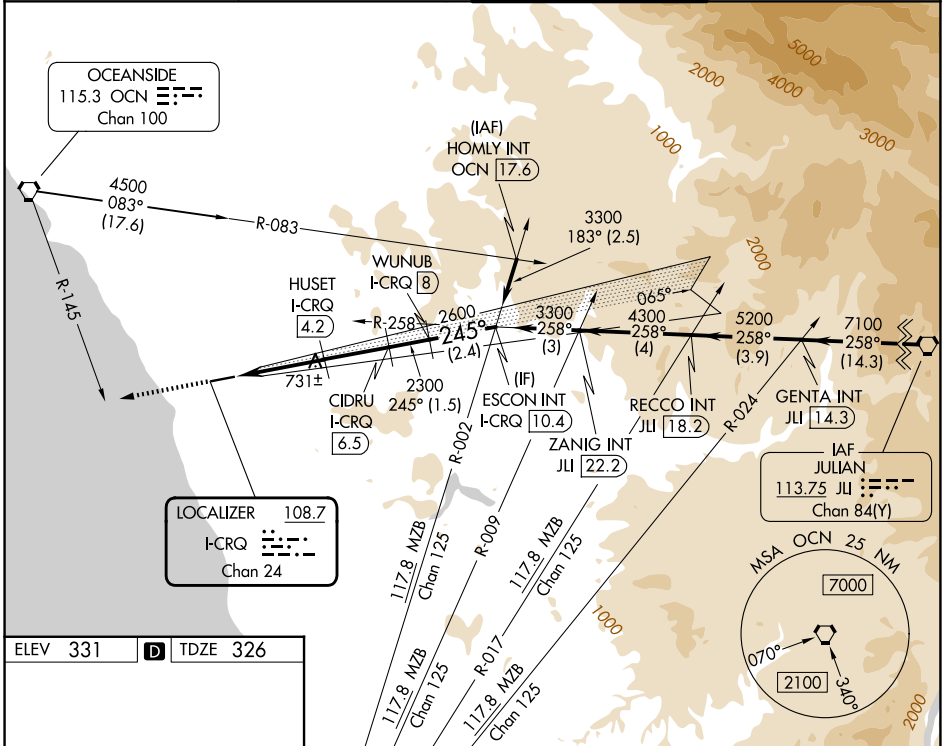 OCEANSIDE
115.3 OCN
Chan 100
5000
2000
4000
1000
3000
(IAF)
HOMLY INT
OCN 17.6
4500
083°
(17.6)
R-083
3300
183° (2.5)
WUNUB
I-CRQ 8
HUSET
I-CRQ
4.2
2000
065°
R-145
R-258
2600
245°
(2.4)
3300
258°
(3)
4300
258°
(4)
5200
258°
(3.9)
7100
258°
(14.3)
731±
2300
245° (1.5)
CIDRU
I-CRQ
6.5
(IF)
ESCON INT
I-CRQ 10.4
RECCO INT
JLI 18.2
GENTA INT
JLI 14.3
ZANIG INT
JLI 22.2
R-002
R-024
IAF
JULIAN
113.75 JLI
Chan 84(Y)
LOCALIZER 108.7
I-CRQ
Chan 24
R-009
117.8 MZB
Chan 125
117.8 MZB
Chan 125
MSA OCN 25 NM
7000
070°
2100
340°
1000
R-017
ELEV 331 D TDZE 326
117.8 MZB
Chan 125
117.8 MZB
Chan 125
2000